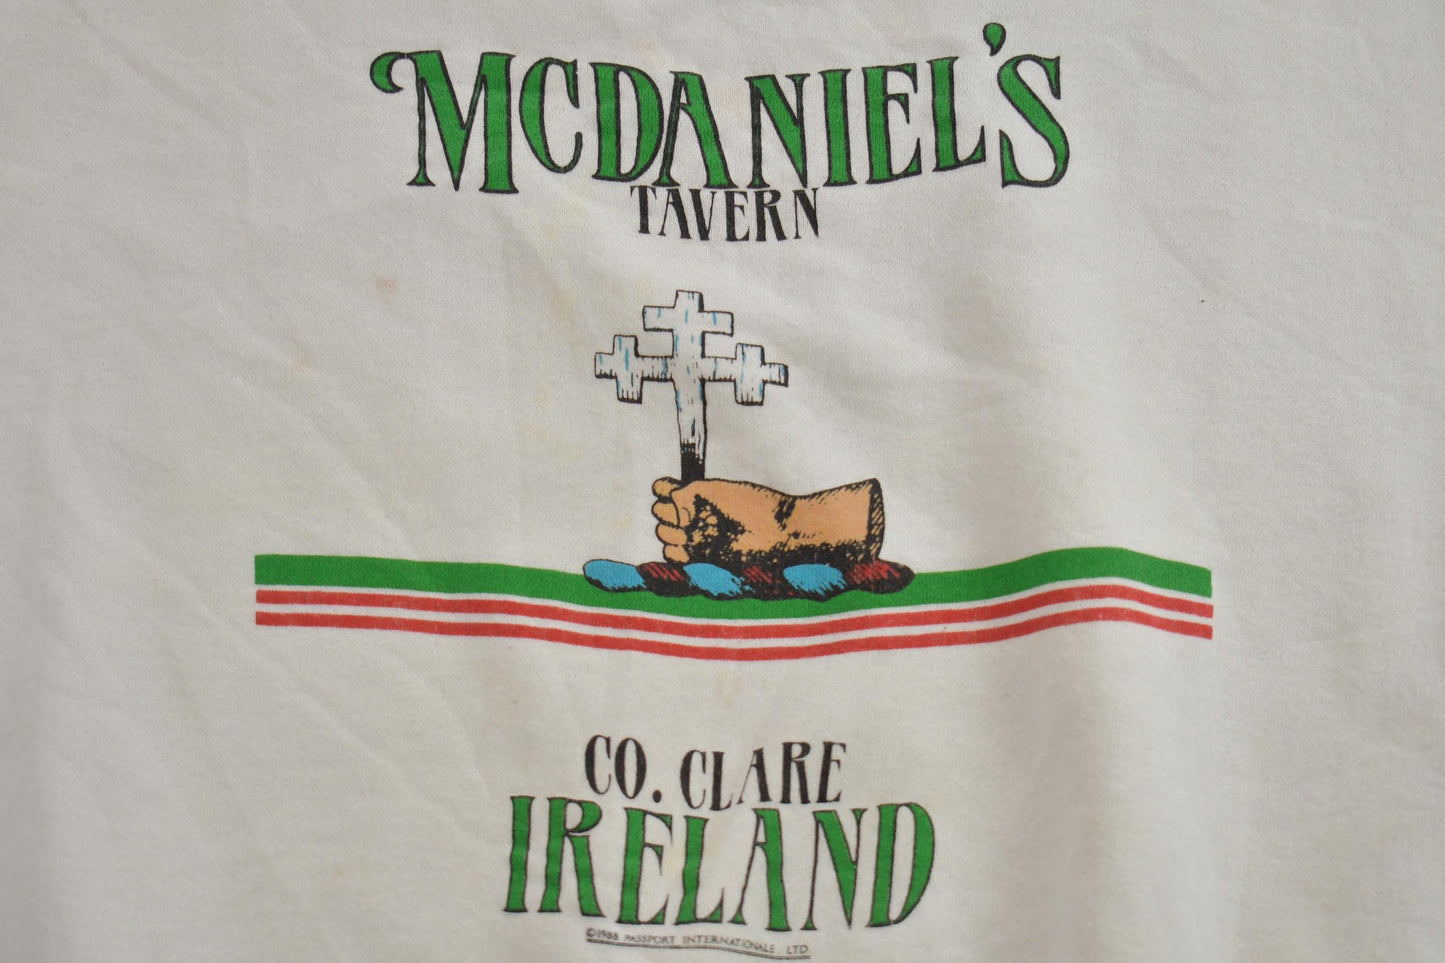 McDANIEL'S
TAVERN
CO. CLARE
IRELAND
©1988 PASSPORT INTERNATIONALE LTD.